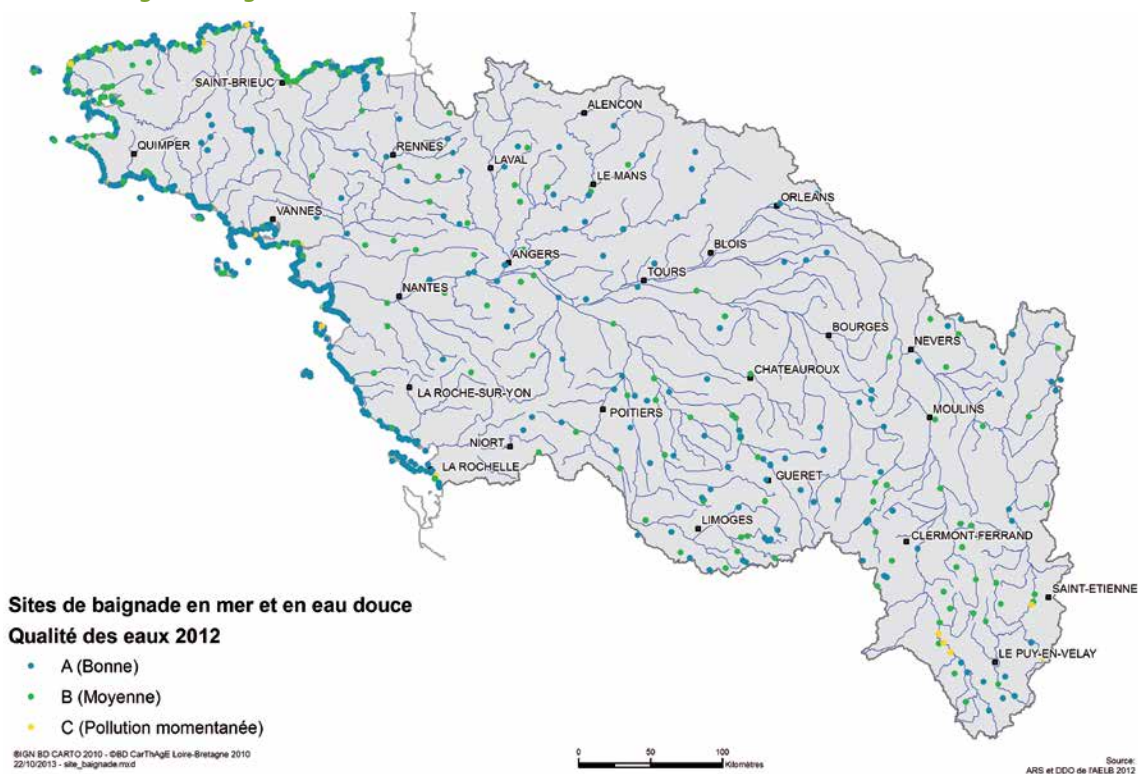 SAINT-BRIEUC
ALENCON
QUIMPER
RENNES
LAVAL
LE MANS
ORLEANS
VANNES
BLOIS
ANGERS
TOURS
NANTES
BOURGES
NEVERS
CHATEAUROUX
LA ROCHE-SUR-YON
POITIERS
MOULINS
NIORT
LA ROCHELLE
GUERET
LIMOGES
CLERMONT-FERRAND
SAINT-ETIENNE
LE PUY-EN-VELAY
Sites de baignade en mer et en eau douce
Qualité des eaux 2012
A (Bonne)
B (Moyenne)
C (Pollution momentanée)
©IGN BD CARTO 2010 - ©BD CarThAgE Loire-Bretagne 2010
22/10/2013 - site_baignade.mxd
0 50 100
Kilomètres
Source:
ARS et DDO de l'AELB 2012